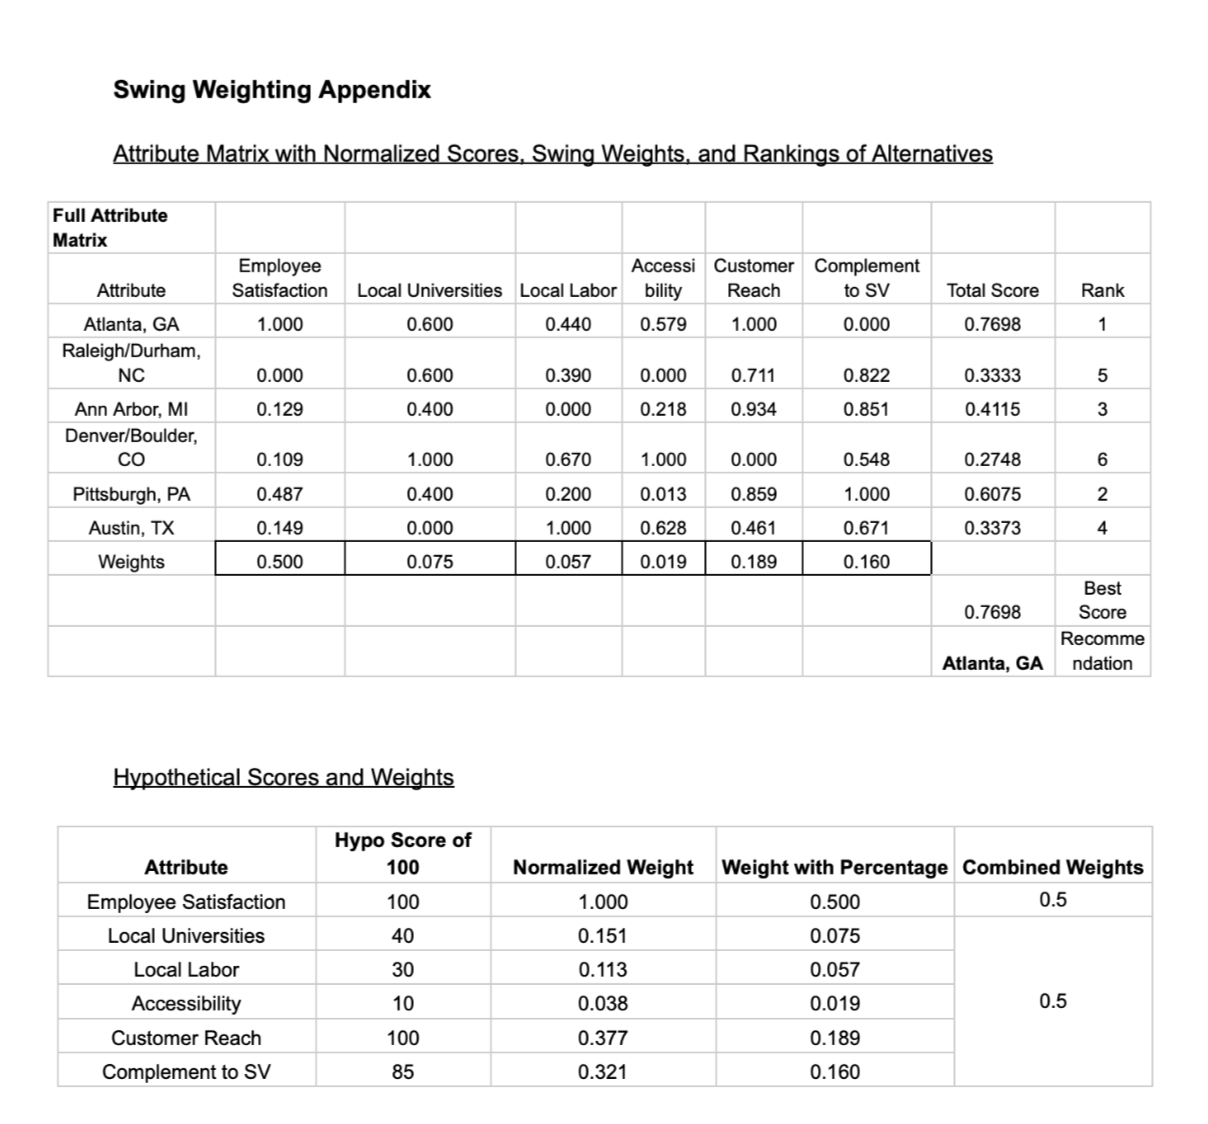 Swing Weighting Appendix
Attribute Matrix with Normalized Scores, Swing Weights, and Rankings of Alternatives
Full Attribute
Matrix
Attribute Employee Satisfaction Local Universities Local Labor Accessi bility Customer Reach Complement to SV Total Score Rank
Atlanta, GA 1.000 0.600 0.440 0.579 1.000 0.000 0.7698 1
Raleigh/Durham,
NC 0.000 0.600 0.390 0.000 0.711 0.822 0.3333 5
Ann Arbor, MI 0.129 0.400 0.000 0.218 0.934 0.851 0.4115 3
Denver/Boulder,
CO 0.109 1.000 0.670 1.000 0.000 0.548 0.2748 6
Pittsburgh, PA 0.487 0.400 0.200 0.013 0.859 1.000 0.6075 2
Austin, TX 0.149 0.000 1.000 0.628 0.461 0.671 0.3373 4
Weights 0.500 0.075 0.057 0.019 0.189 0.160
0.7698 Best Score
Atlanta, GA Recomme ndation
Hypothetical Scores and Weights
Attribute Hypo Score of 100 Normalized Weight Weight with Percentage Combined Weights
Employee Satisfaction 100 1.000 0.500 0.5
Local Universities 40 0.151 0.075
Local Labor 30 0.113 0.057
Accessibility 10 0.038 0.019 0.5
Customer Reach 100 0.377 0.189
Complement to SV 85 0.321 0.160